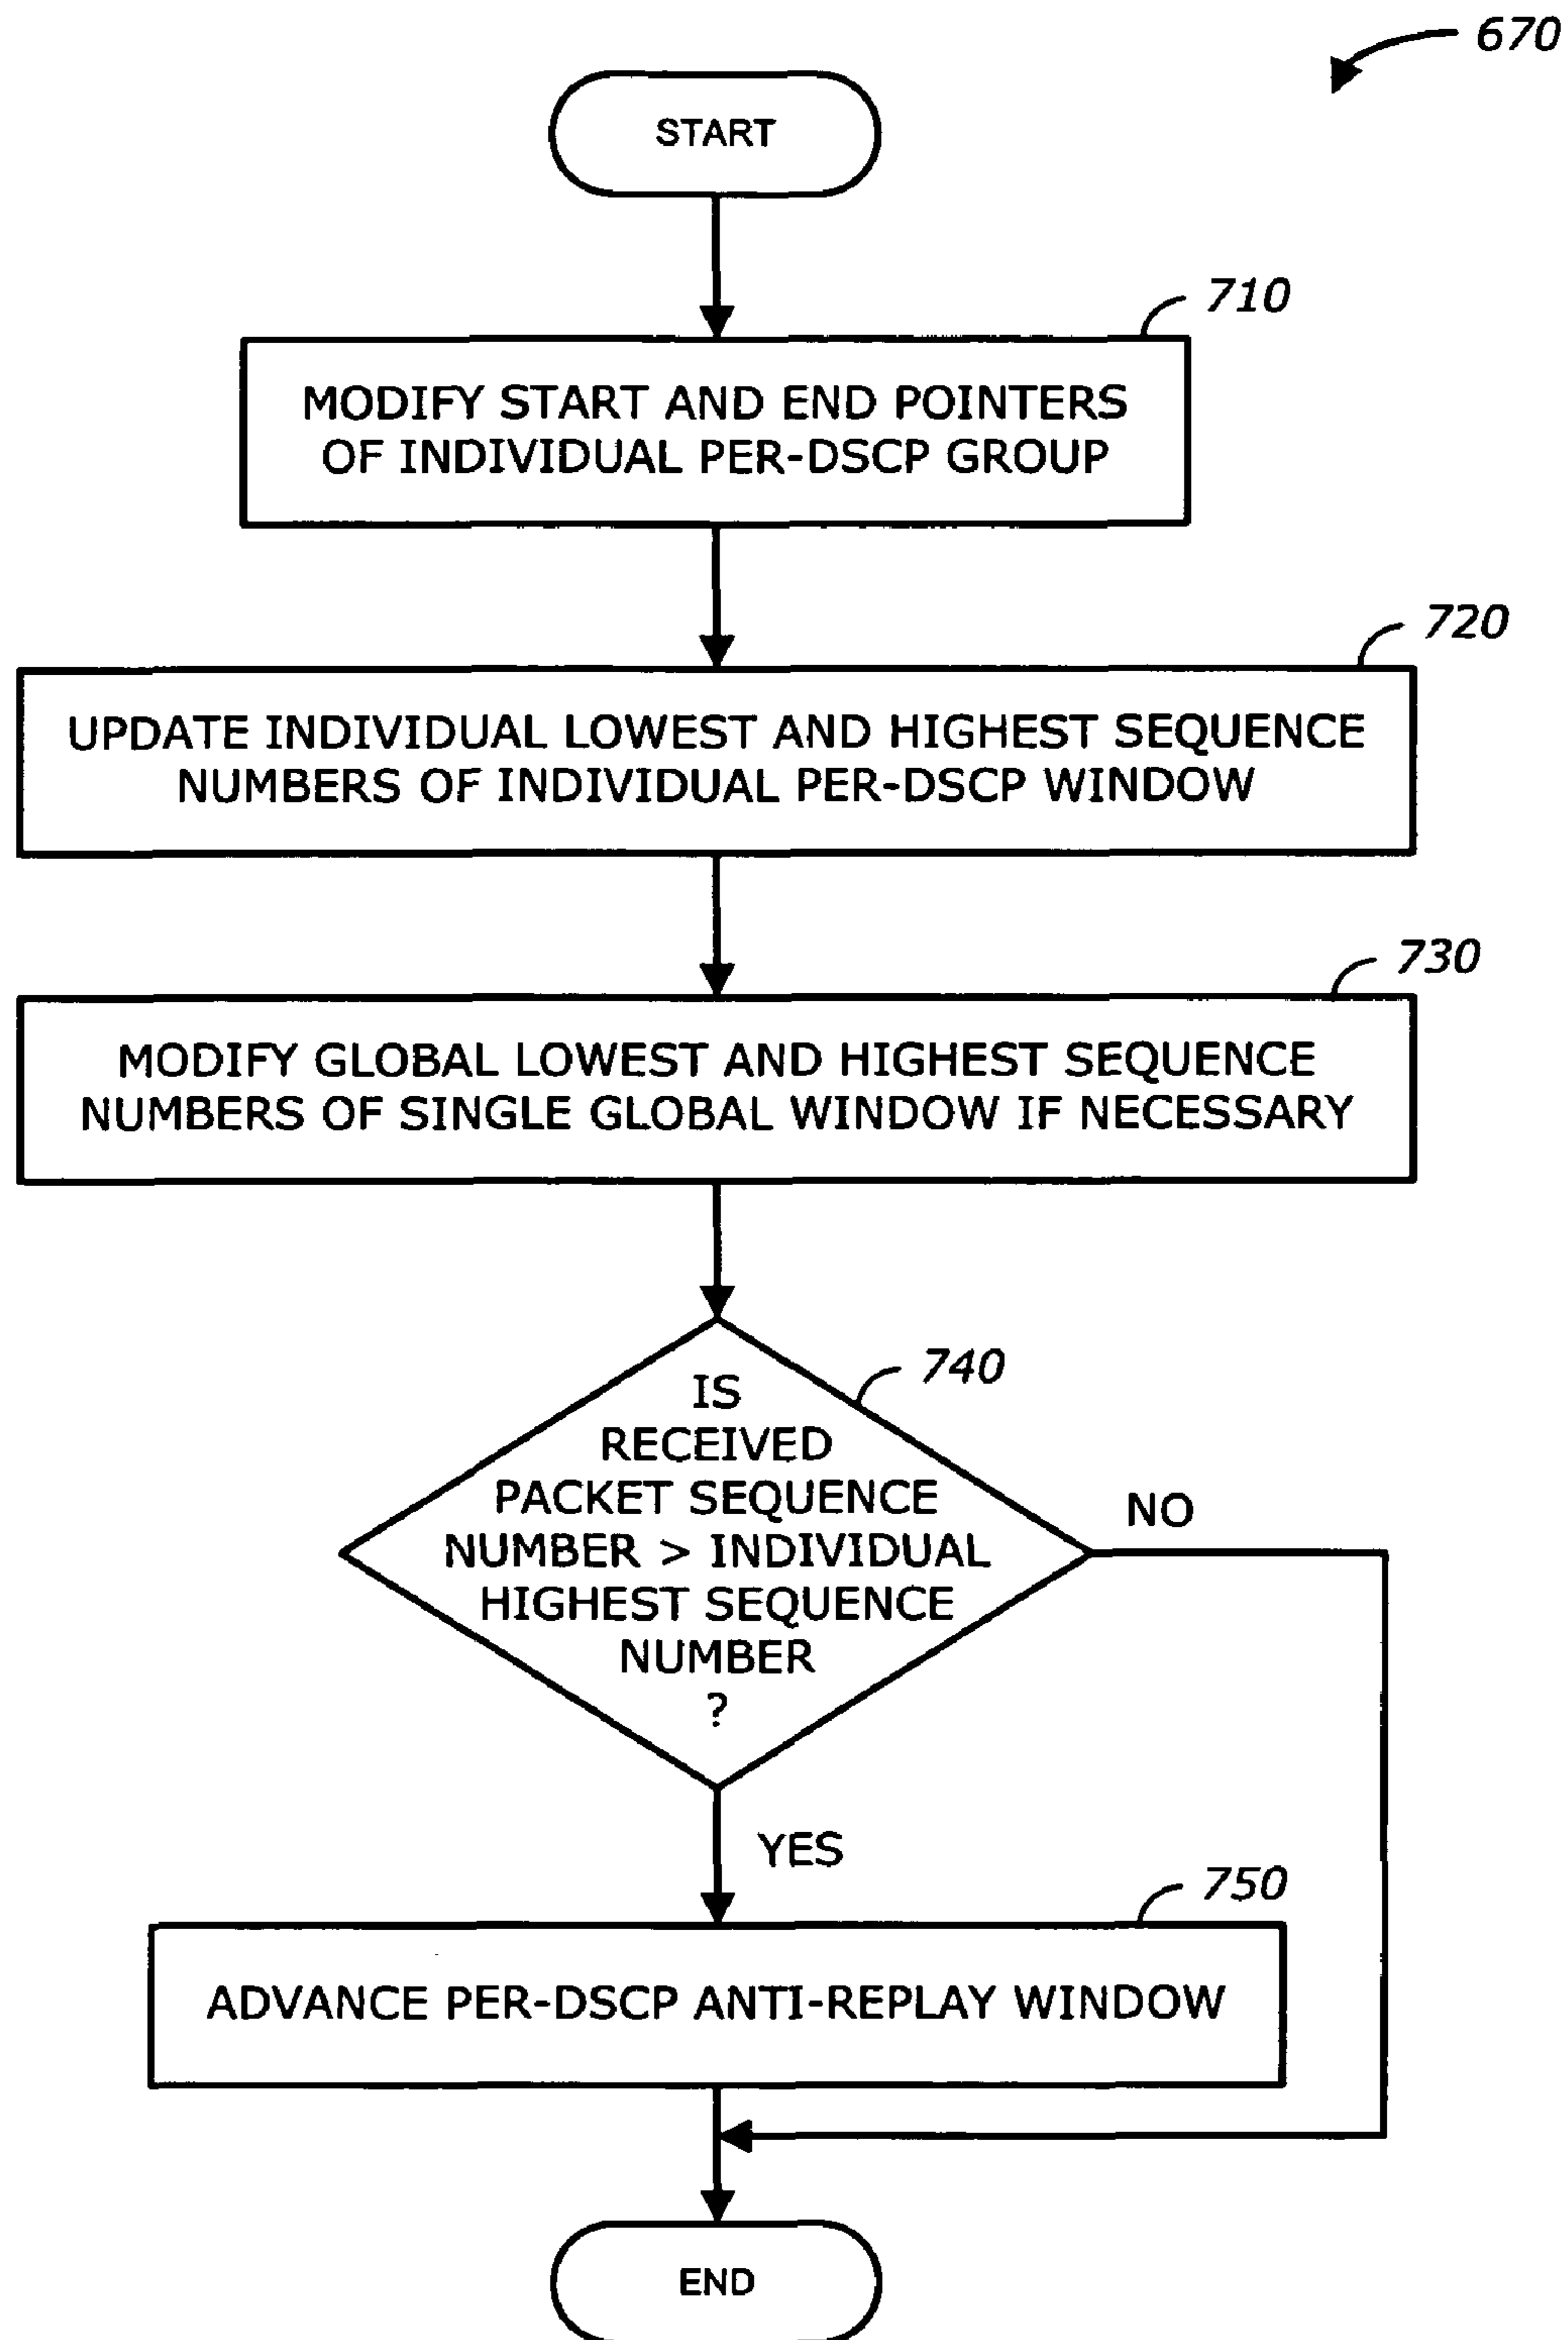 670
START
710
MODIFY START AND END POINTERS
OF INDIVIDUAL PER-DSCP GROUP
720
UPDATE INDIVIDUAL LOWEST AND HIGHEST SEQUENCE
NUMBERS OF INDIVIDUAL PER-DSCP WINDOW
730
MODIFY GLOBAL LOWEST AND HIGHEST SEQUENCE
NUMBERS OF SINGLE GLOBAL WINDOW IF NECESSARY
740
IS
RECEIVED
PACKET SEQUENCE
NUMBER > INDIVIDUAL
HIGHEST SEQUENCE
NUMBER
?
NO
YES
750
ADVANCE PER-DSCP ANTI-REPLAY WINDOW
END